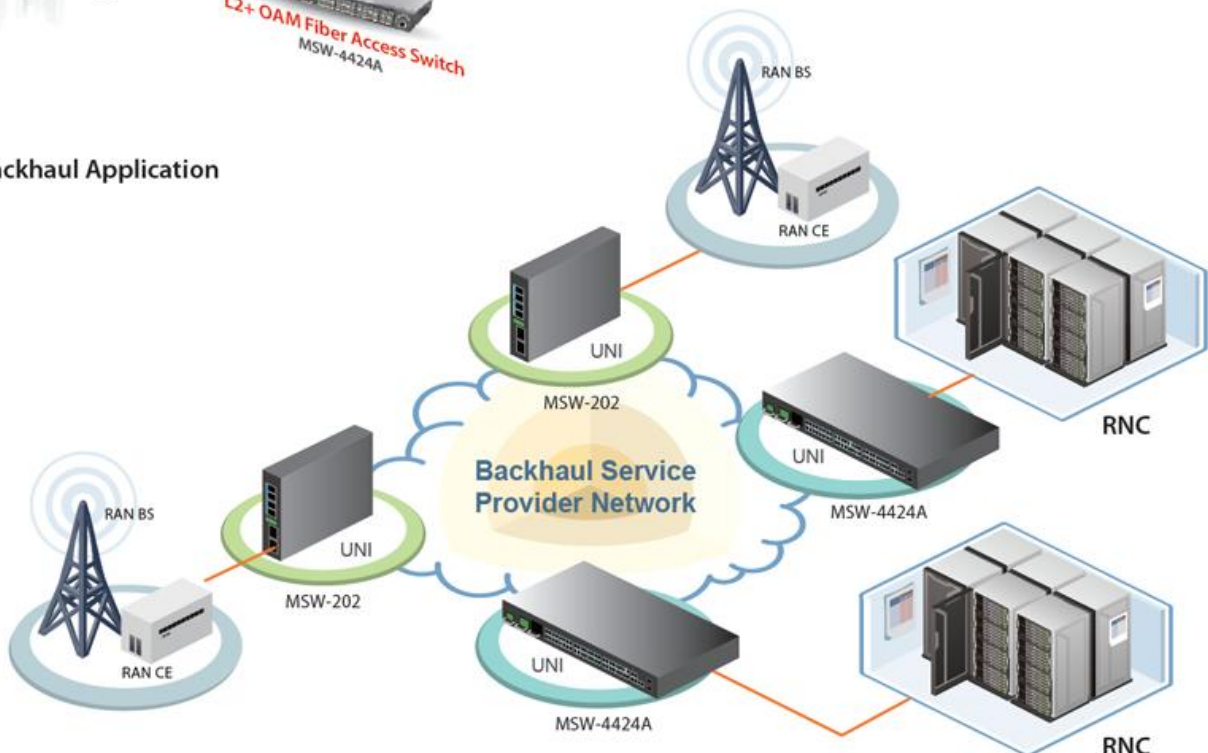 L2+ OAM Fiber Access Switch
MSW-4424A
ackhaul Application
RAN BS
RAN CE
UNI
MSW-202
RNC
UNI
MSW-4424A
Backhaul Service
Provider Network
RAN BS
RAN CE
UNI
MSW-202
UNI
MSW-4424A
RNC